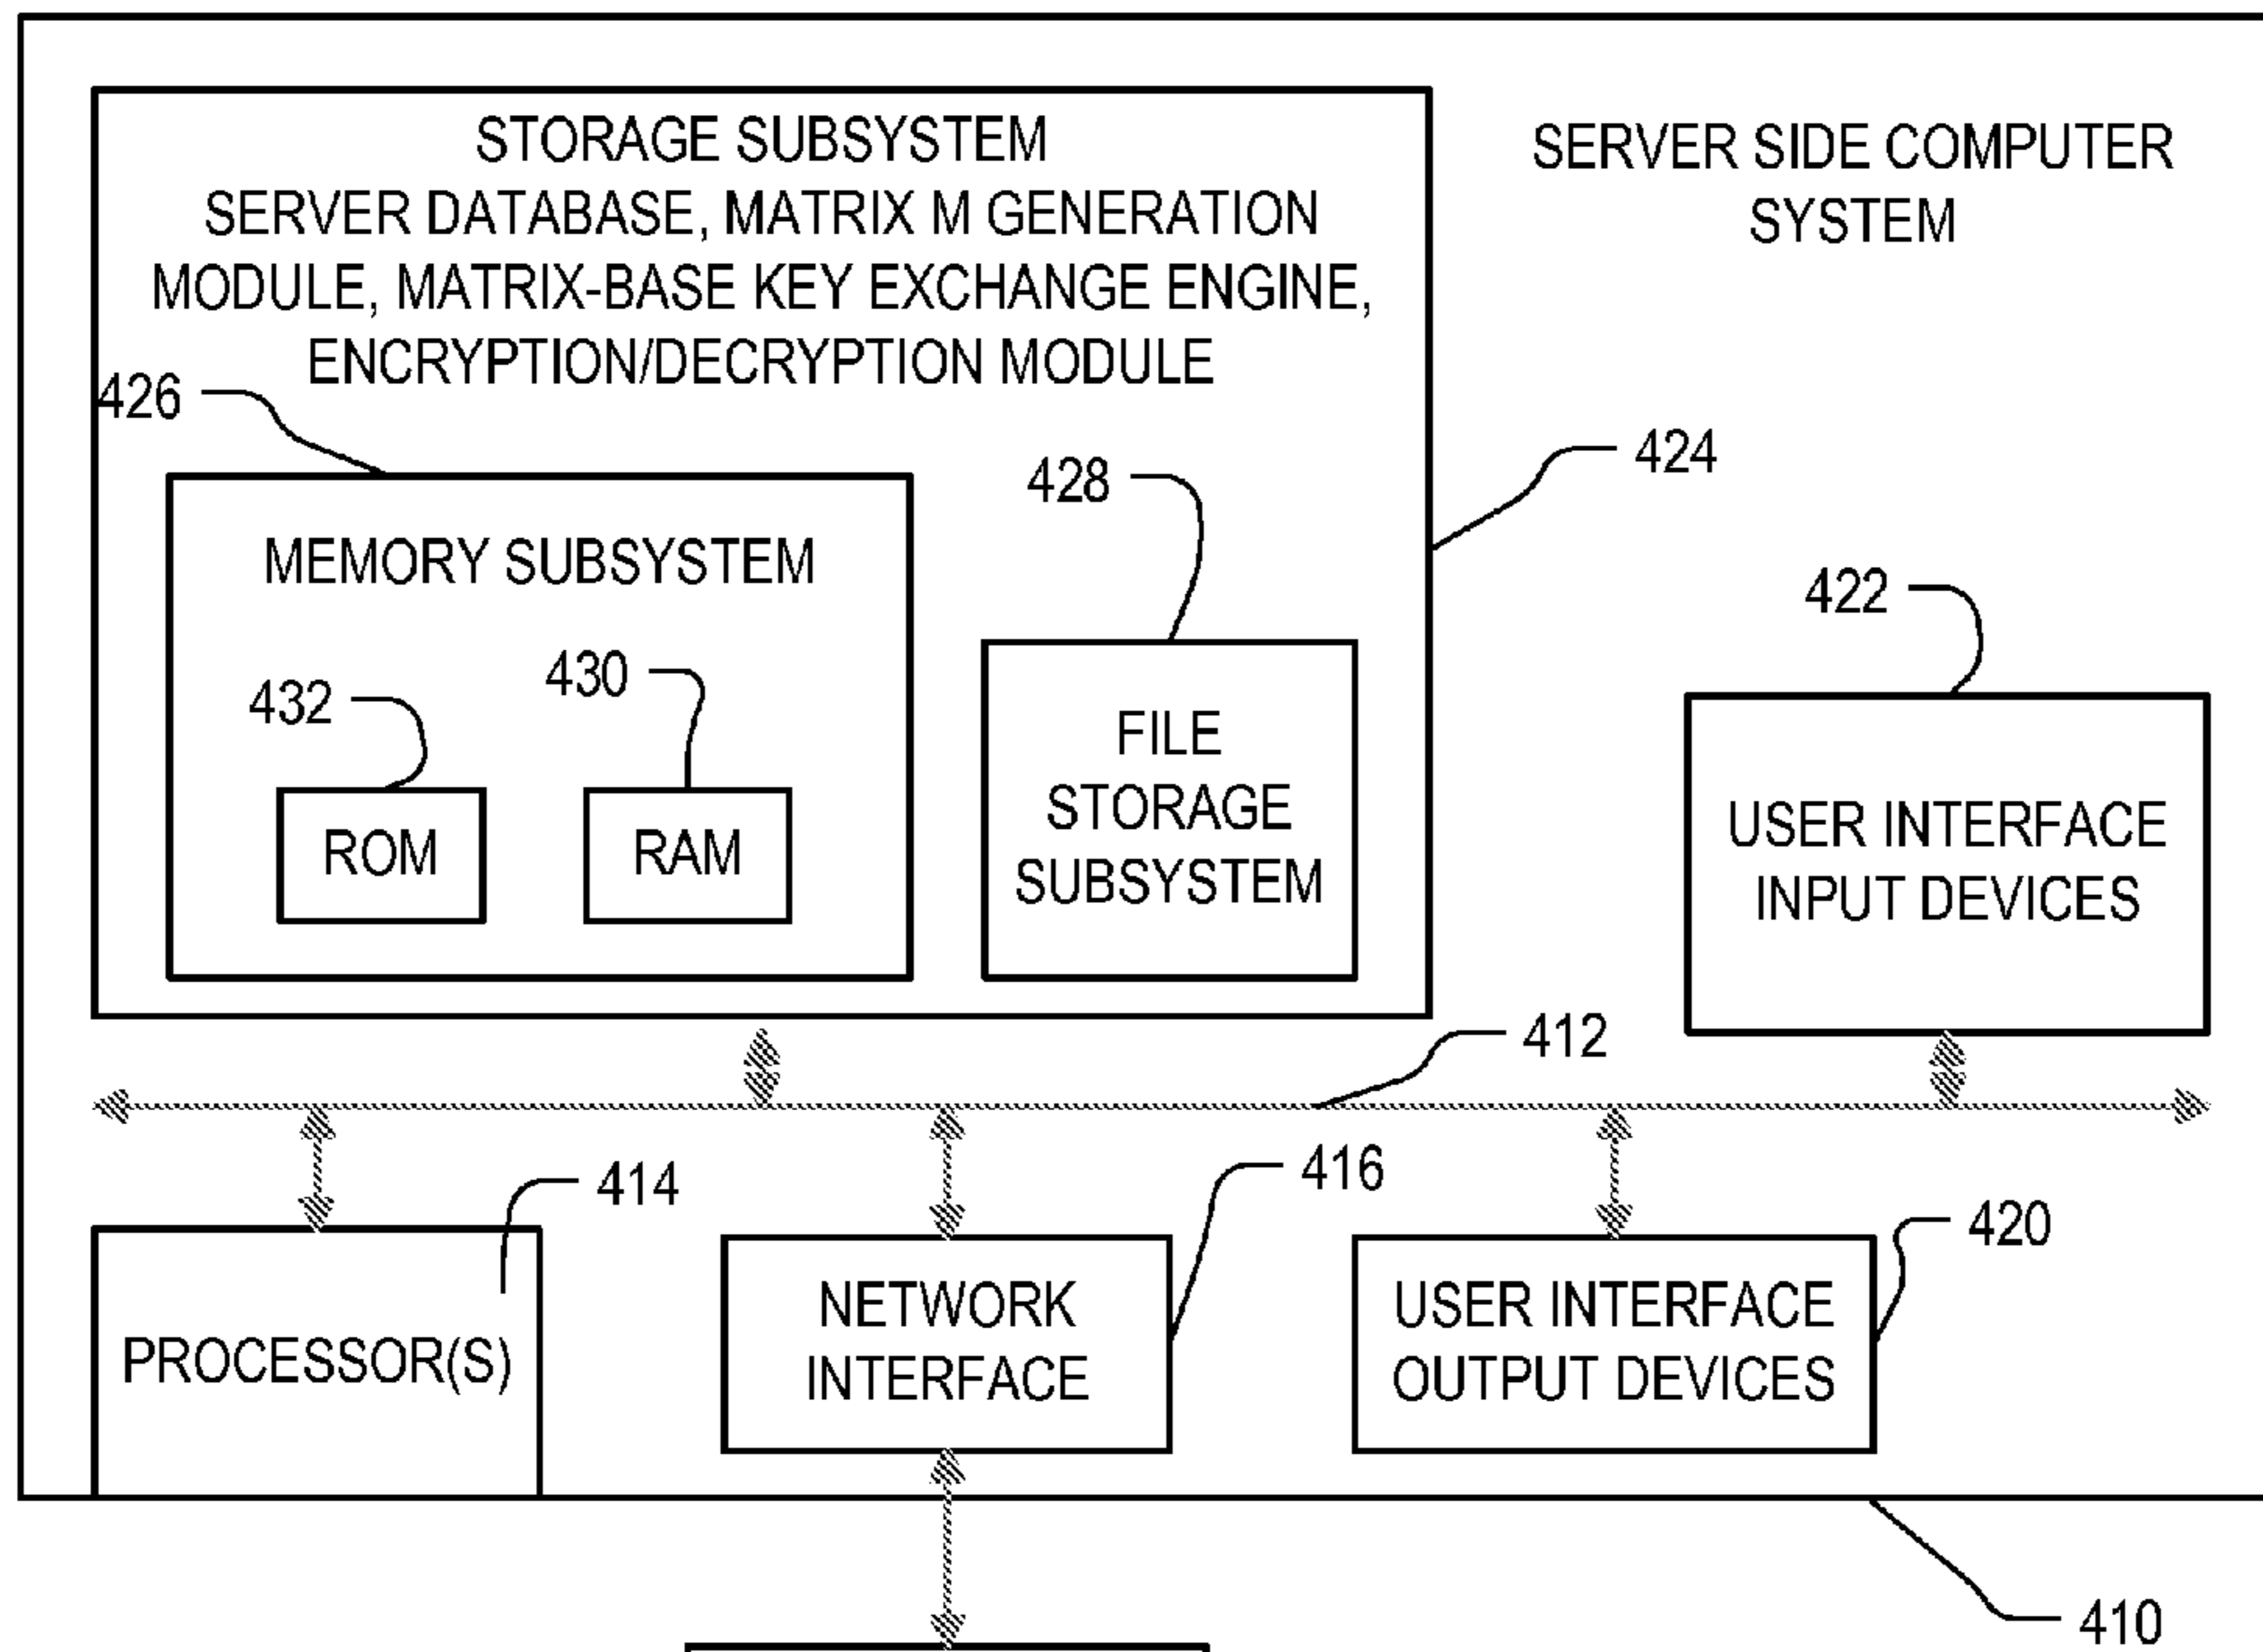 STORAGE SUBSYSTEM
SERVER DATABASE, MATRIX M GENERATION
MODULE, MATRIX-BASE KEY EXCHANGE ENGINE,
ENCRYPTION/DECRYPTION MODULE
SERVER SIDE COMPUTER
SYSTEM
426
424
428
MEMORY SUBSYSTEM
422
432
430
ROM
RAM
FILE
STORAGE
SUBSYSTEM
USER INTERFACE
INPUT DEVICES
412
414
416
420
PROCESSOR(S)
NETWORK
INTERFACE
USER INTERFACE
OUTPUT DEVICES
410